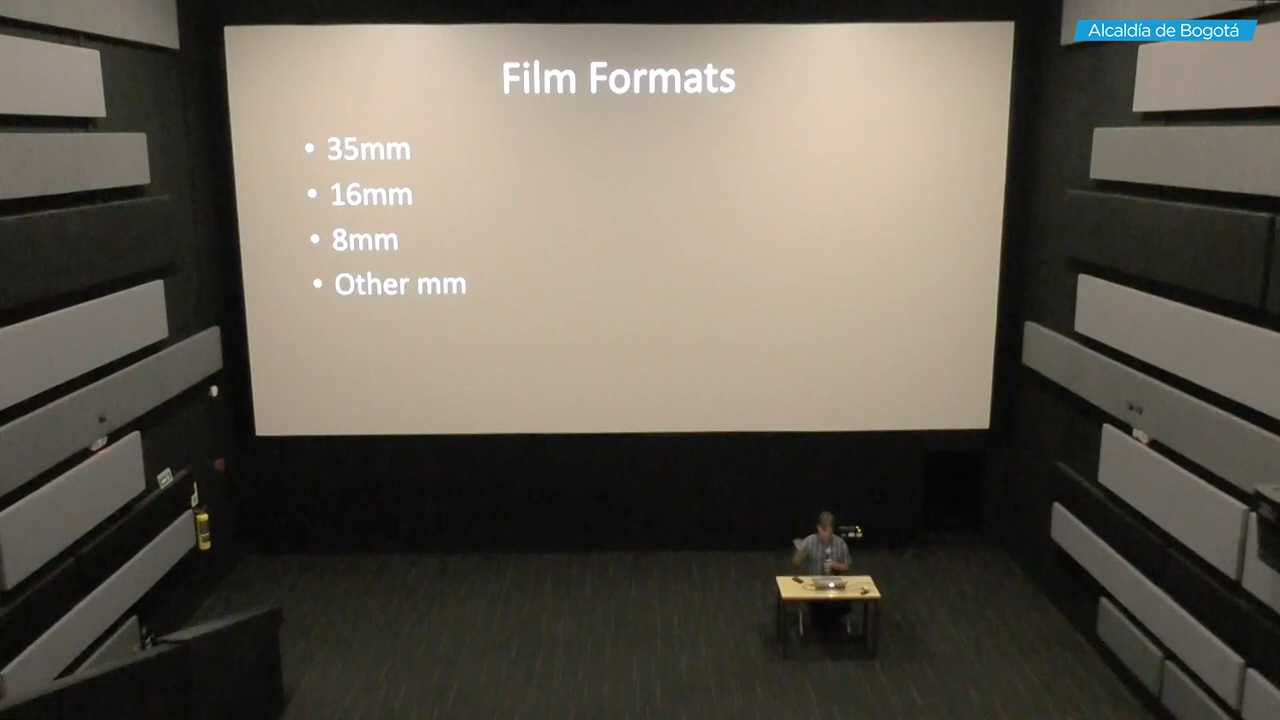 Alcaldía de Bogotá
Film Formats
• 35mm
• 16mm
• 8mm
• Other mm